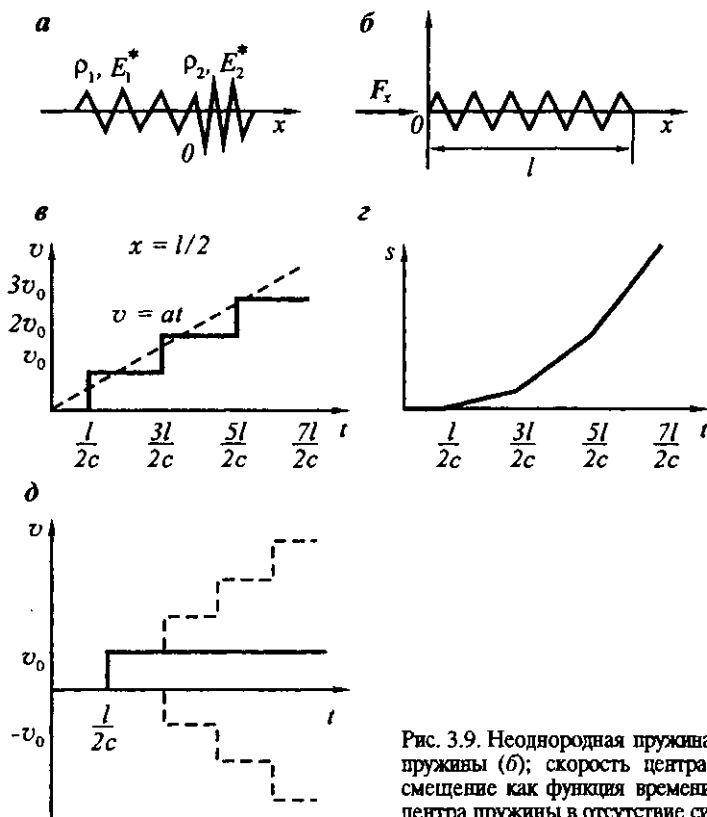 а
ρ₁, E₁* ρ₂, E₂*
0 x
б
Fₓ
0 x
l
в
v x = l/2
3v₀
2v₀ v = at
v₀
l/2c 3l/2c 5l/2c 7l/2c t
г
s
l/2c 3l/2c 5l/2c 7l/2c t
д
v
v₀
l/2c t
-v₀
Рис. 3.9. Неоднородная пружина
пружины (б); скорость центра
смещение как функция времени
центра пружины в отсутствие